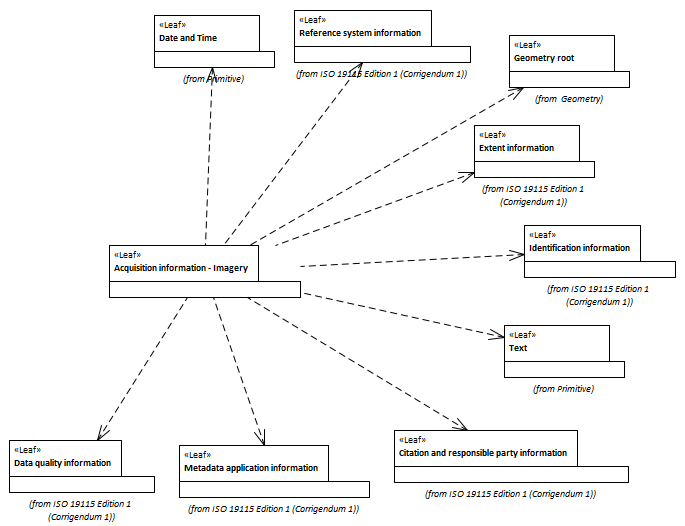 «Leaf»
Date and Time
(from Primitive)
«Leaf»
Reference system information
(from ISO 19115 Edition 1 (Corrigendum 1))
«Leaf»
Geometry root
(from Geometry)
«Leaf»
Extent information
(from ISO 19115 Edition 1
(Corrigendum 1))
«Leaf»
Acquisition information - Imagery
«Leaf»
Identification information
(from ISO 19115 Edition 1
(Corrigendum 1))
«Leaf»
Text
(from Primitive)
«Leaf»
Data quality information
(from ISO 19115 Edition 1
(Corrigendum 1))
«Leaf»
Metadata application information
(from ISO 19115 Edition 1 (Corrigendum 1))
«Leaf»
Citation and responsible party information
(from ISO 19115 Edition 1 (Corrigendum 1))